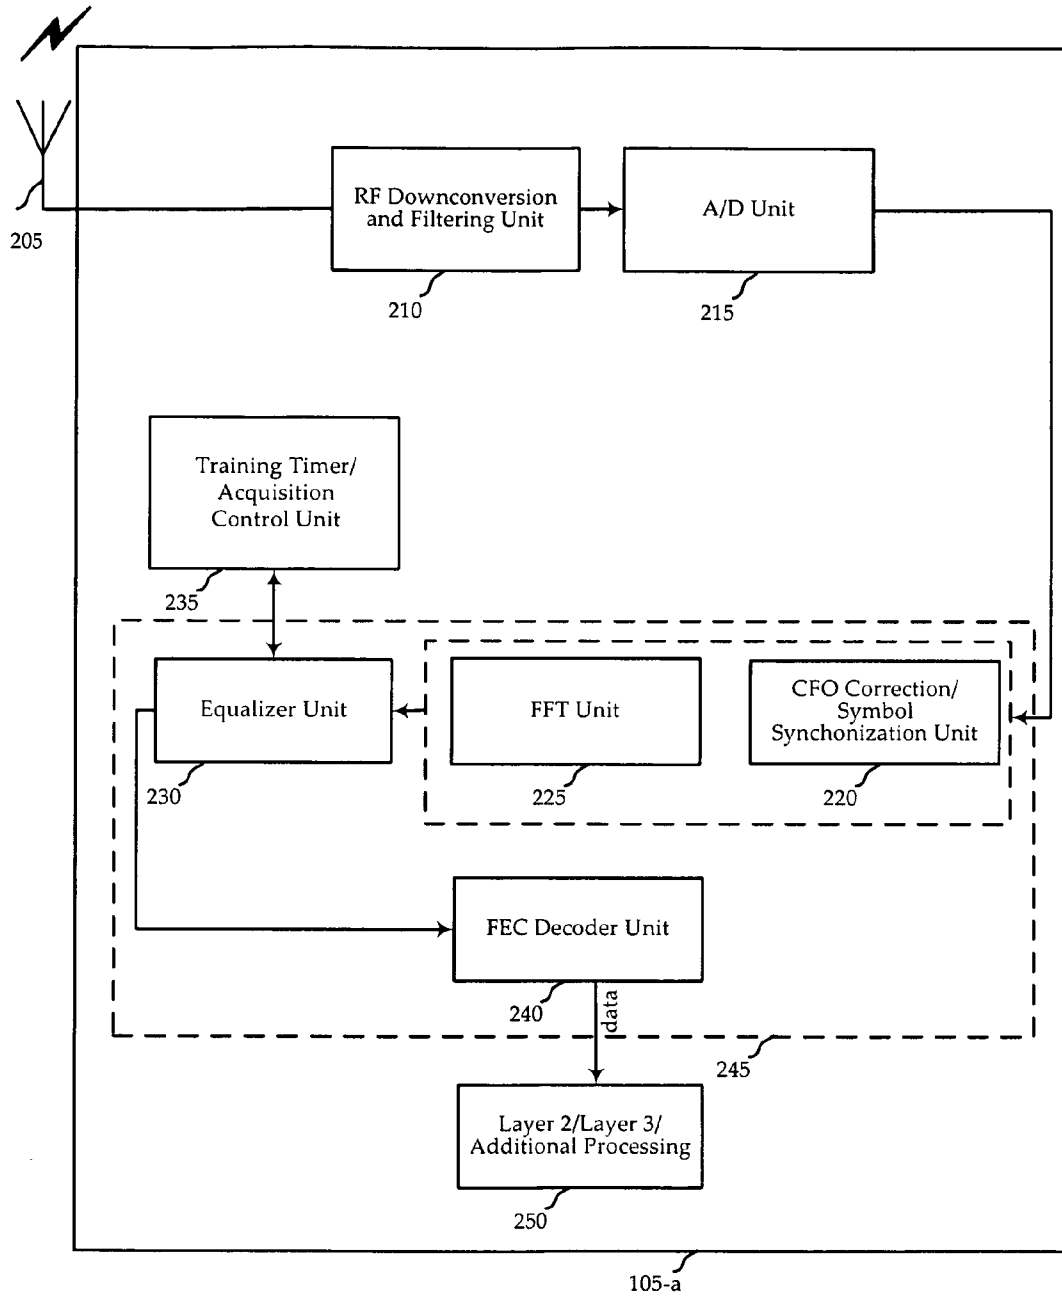 RF Downconversion
and Filtering Unit
A/D Unit
205
210
215
Training Timer/
Acquisition
Control Unit
235
Equalizer Unit
FFT Unit
CFO Correction/
Symbol
Synchonization Unit
230
225
220
FEC Decoder Unit
240
data
245
Layer 2/Layer 3/
Additional Processing
250
105-a